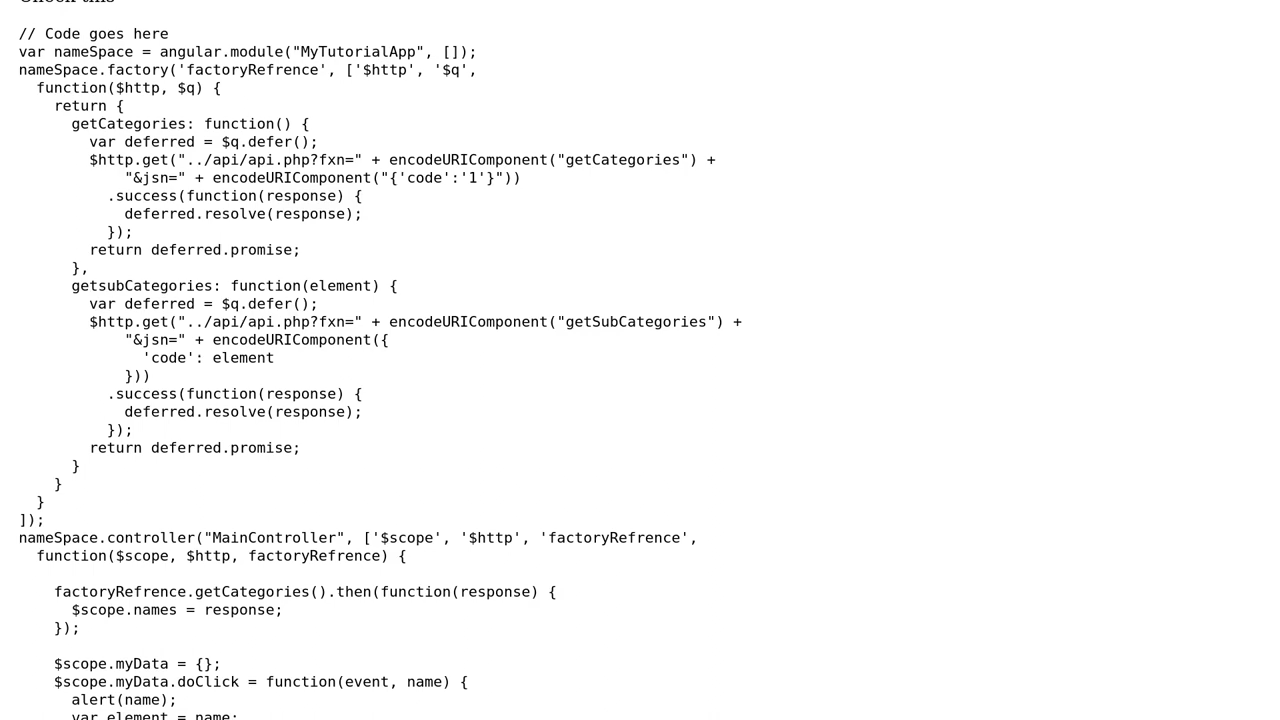 // Code goes here
var nameSpace = angular.module("MyTutorialApp", []);
nameSpace.factory('factoryRefrence', ['$http', '$q',
  function($http, $q) {
    return {
      getCategories: function() {
        var deferred = $q.defer();
        $http.get("../api/api.php?fxn=" + encodeURIComponent("getCategories") +
            "&jsn=" + encodeURIComponent("{'code':'1'}"))
          .success(function(response) {
            deferred.resolve(response);
          });
        return deferred.promise;
      },
      getsubCategories: function(element) {
        var deferred = $q.defer();
        $http.get("../api/api.php?fxn=" + encodeURIComponent("getSubCategories") +
            "&jsn=" + encodeURIComponent({
              'code': element
            }))
          .success(function(response) {
            deferred.resolve(response);
          });
        return deferred.promise;
      }
    }
  }
]);
nameSpace.controller("MainController", ['$scope', '$http', 'factoryRefrence',
  function($scope, $http, factoryRefrence) {

    factoryRefrence.getCategories().then(function(response) {
      $scope.names = response;
    });

    $scope.myData = {};
    $scope.myData.doClick = function(event, name) {
      alert(name);
      var element = name;